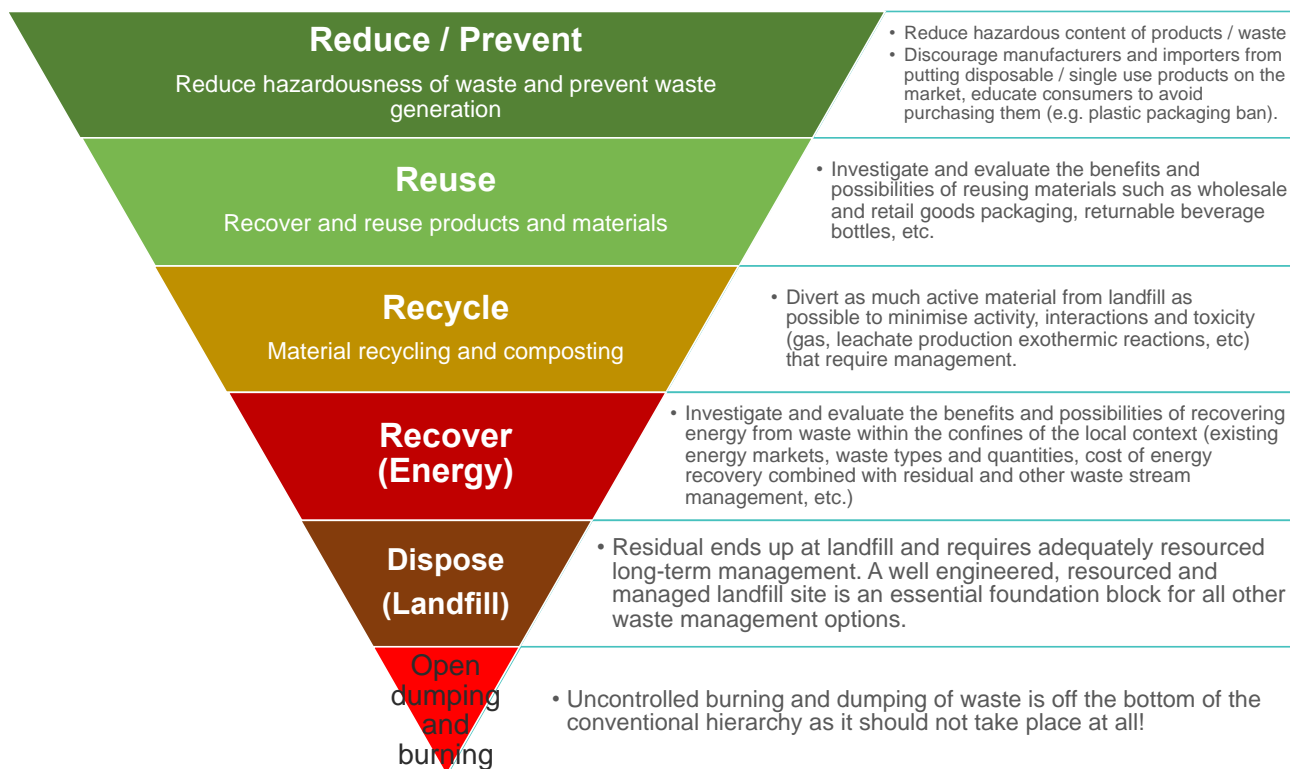 Reduce / Prevent
Reduce hazardousness of waste and prevent waste
generation
• Reduce hazardous content of products / waste
• Discourage manufacturers and importers from
putting disposable / single use products on the
market, educate consumers to avoid
purchasing them (e.g. plastic packaging ban).
Reuse
Recover and reuse products and materials
• Investigate and evaluate the benefits and
possibilities of reusing materials such as wholesale
and retail goods packaging, returnable beverage
bottles, etc.
Recycle
Material recycling and composting
• Divert as much active material from landfill as
possible to minimise activity, interactions and toxicity
(gas, leachate production exothermic reactions, etc)
that require management.
Recover
(Energy)
• Investigate and evaluate the benefits and possibilities of recovering
energy from waste within the confines of the local context (existing
energy markets, waste types and quantities, cost of energy
recovery combined with residual and other waste stream
management, etc.)
Dispose
(Landfill)
• Residual ends up at landfill and requires adequately resourced
long-term management. A well engineered, resourced and
managed landfill site is an essential foundation block for all other
waste management options.
Open
dumping
and
burning
• Uncontrolled burning and dumping of waste is off the bottom of the
conventional hierarchy as it should not take place at all!